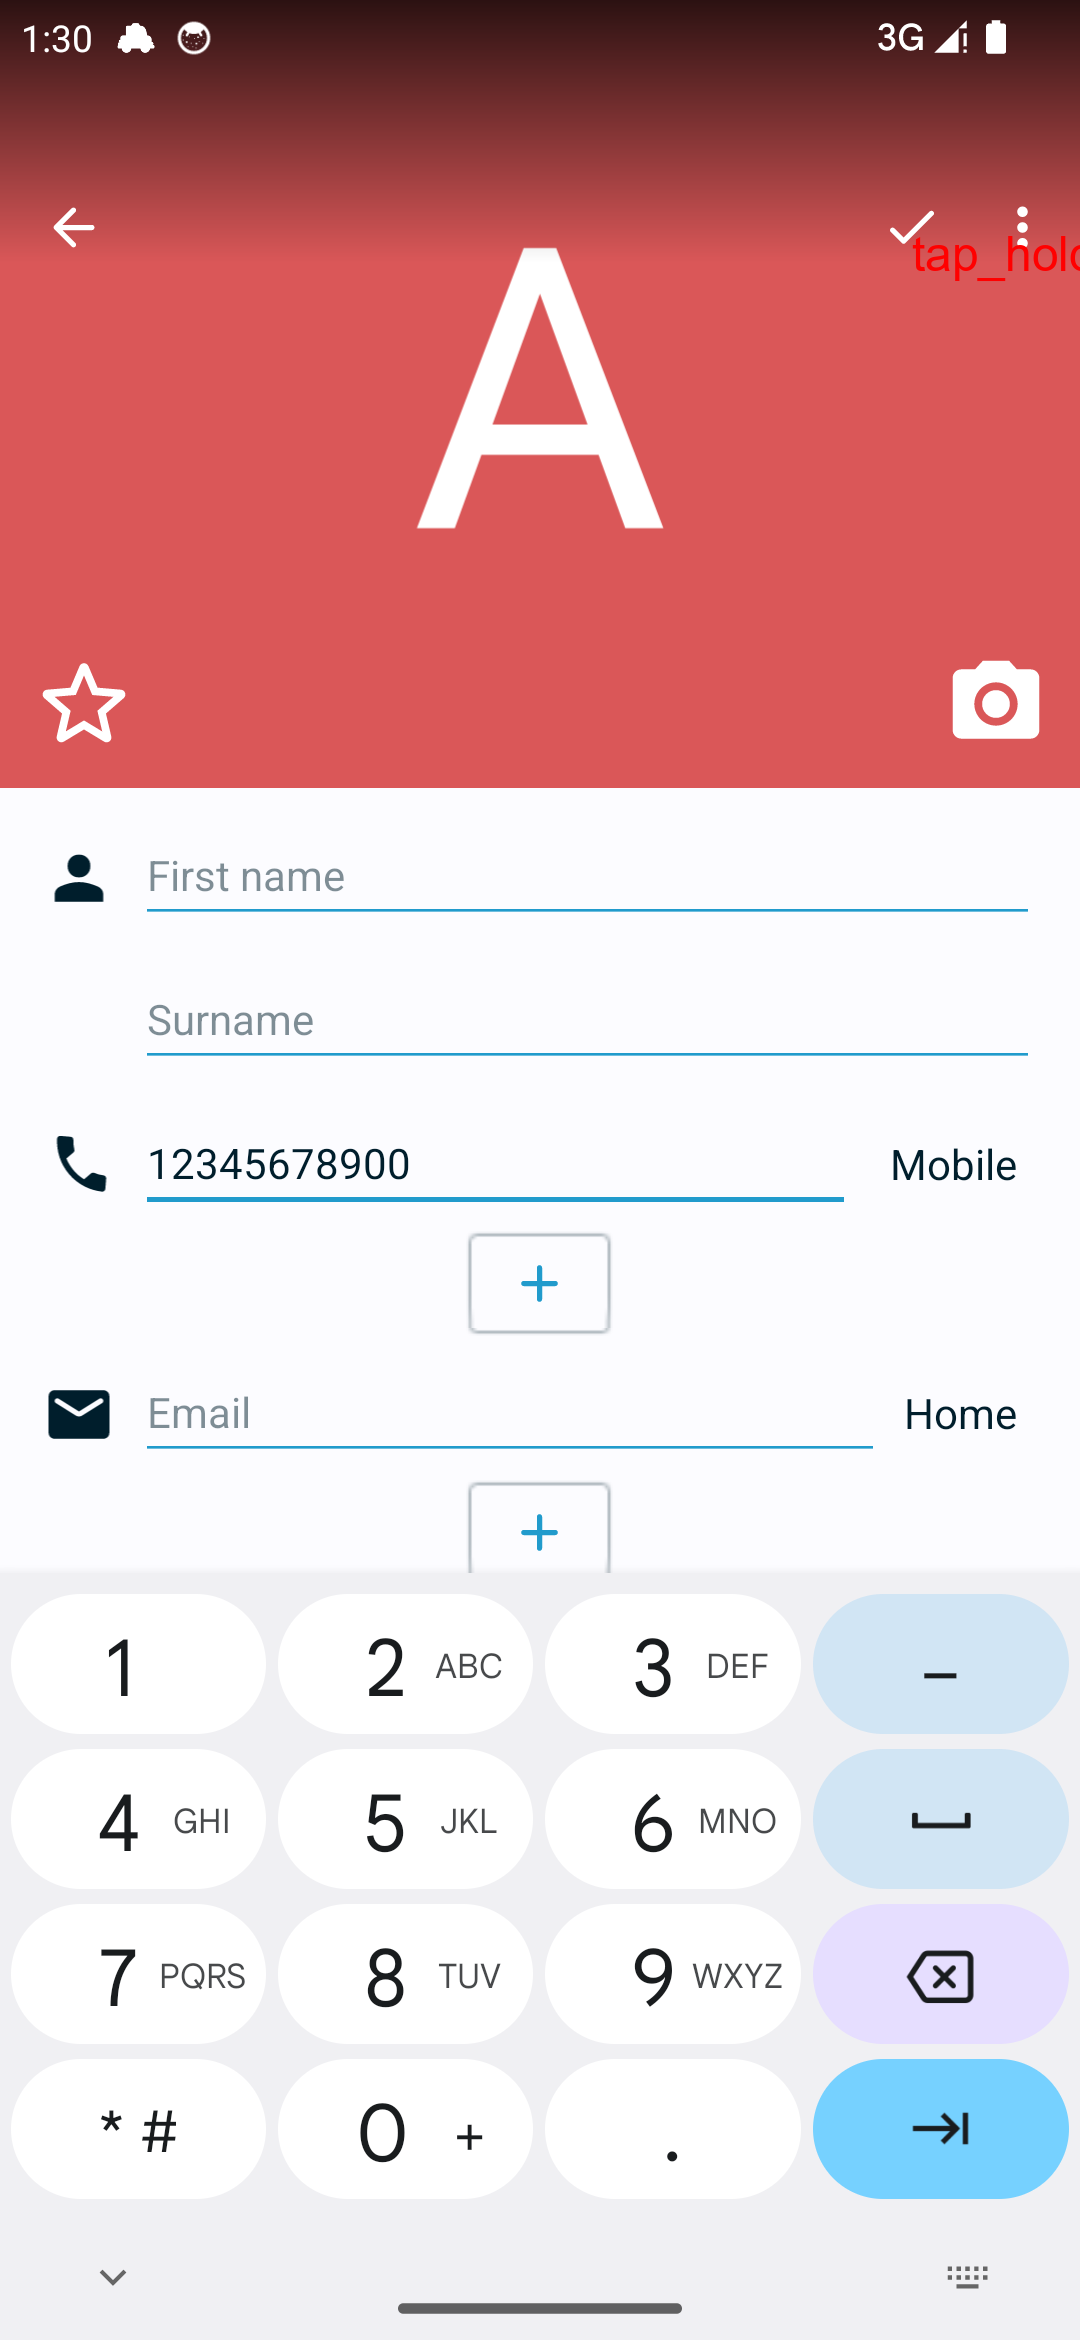 1:30
3G
tap_hold
A
First name
Surname
12345678900 Mobile
Email Home
1 2 ABC 3 DEF –
4 GHI 5 JKL 6 MNO
7 PQRS 8 TUV 9 WXYZ
* # 0 + .